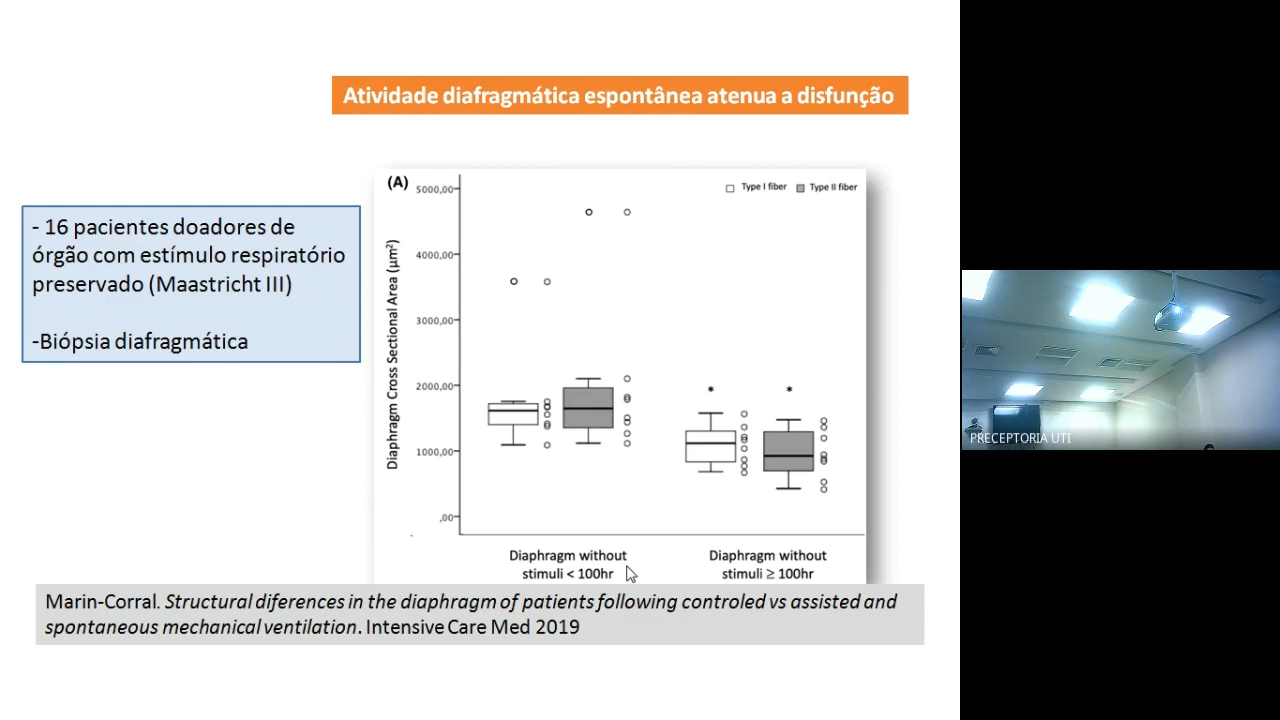 Atividade diafragmática espontânea atenua a disfunção
- 16 pacientes doadores de
órgão com estímulo respiratório
preservado (Maastricht III)
-Biópsia diafragmática
(A)
Type I fiber
Type II fiber
Diaphragm Cross Sectional Area (µm²)
5000,00
4000,00
3000,00
2000,00
1000,00
,00
*
*
Diaphragm without
stimuli < 100hr
Diaphragm without
stimuli ≥ 100hr
Marin-Corral. Structural diferences in the diaphragm of patients following controled vs assisted and
spontaneous mechanical ventilation. Intensive Care Med 2019
PRECEPTORIA UTI